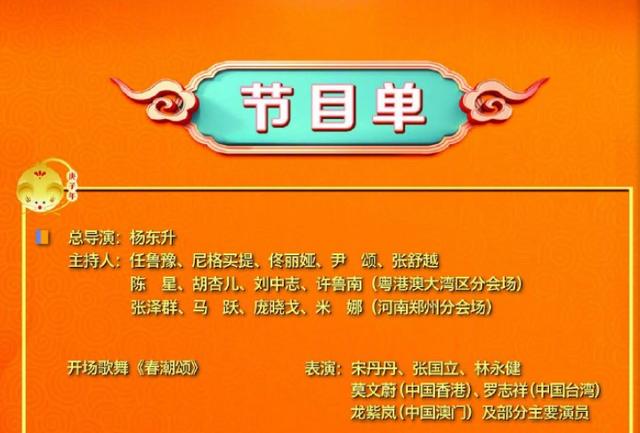 节目单
庚子年
总导演：杨东升
主持人：任鲁豫、尼格买提、佟丽娅、尹　颂、张舒越
陈　星、胡杏儿、刘中志、许鲁南（粤港澳大湾区分会场）
张泽群、马　跃、庞晓戈、米　娜（河南郑州分会场）
开场歌舞《春潮颂》　表演：宋丹丹、张国立、林永健
莫文蔚（中国香港）、罗志祥（中国台湾）
龙紫岚（中国澳门）及部分主要演员